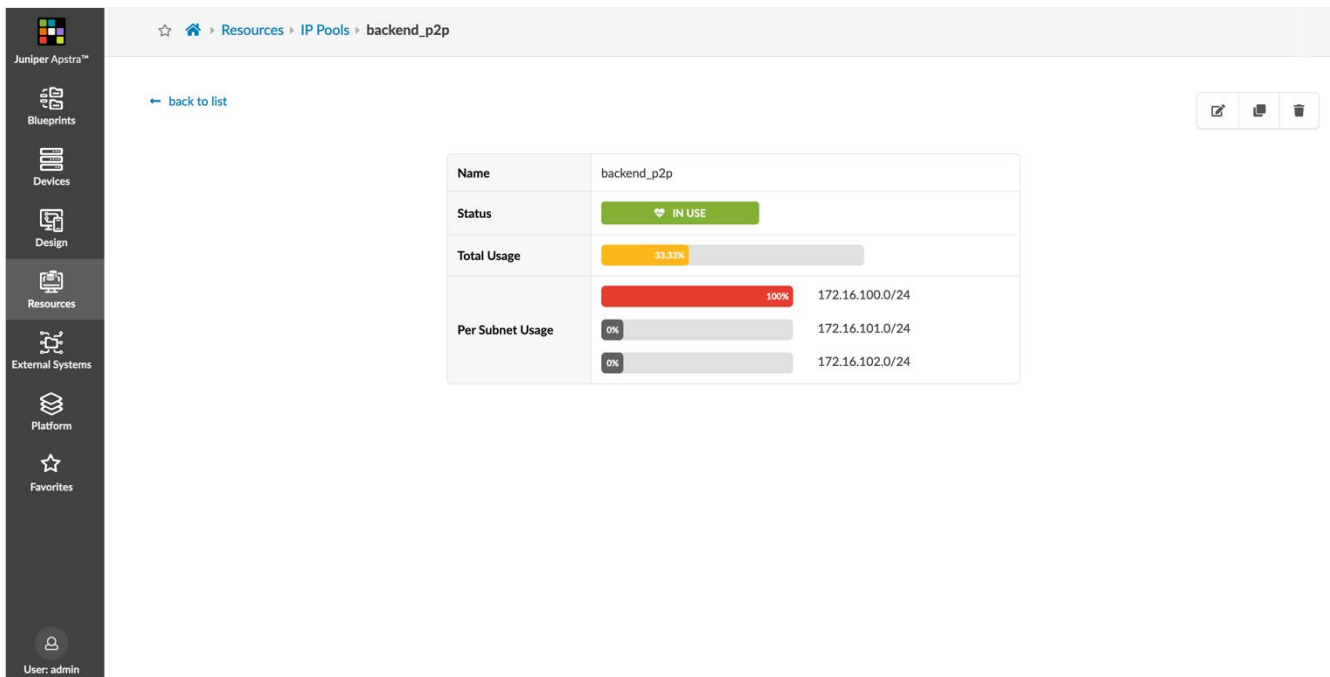 Juniper Apstra™
Blueprints
Devices
Design
Resources
External Systems
Platform
Favorites
User: admin
Resources IP Pools backend_p2p
← back to list
Name backend_p2p
Status IN USE
Total Usage 33.33%
Per Subnet Usage
100% 172.16.100.0/24
0% 172.16.101.0/24
0% 172.16.102.0/24